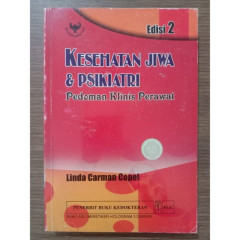 Edisi 2
KESEHATAN JIWA
& PSIKIATRI
Pedoman Klinis Perawat
Linda Carman Copel
PENERBIT BUKU KEDOKTERAN